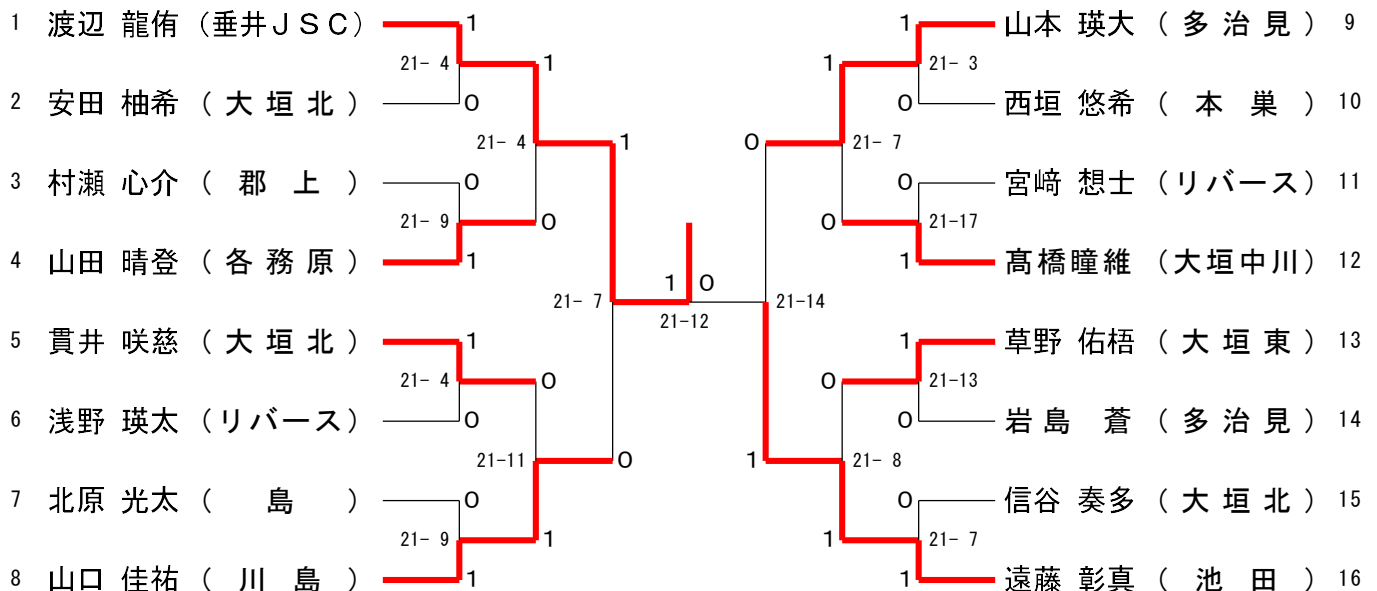 1 渡辺 龍侑 (垂井JSC) 1 1 山本 瑛大 ( 多 治 見 ) 9
21- 4 1 1 21- 3
2 安田 柚希 ( 大 垣 北 ) 0 0 西垣 悠希 ( 本 巣 ) 10
21- 4 1 0 21- 7
3 村瀬 心介 ( 郡 上 ) 0 0 宮﨑 想士 (リバース) 11
21- 9 0 0 21-17
4 山田 晴登 ( 各 務 原 ) 1 1 髙橋瞳維 (大垣中川) 12
1 0
21- 7 21-14
21-12
5 貫井 咲慈 ( 大 垣 北 ) 1 1 草野 佑梧 ( 大 垣 東 ) 13
21- 4 0 0 21-13
6 浅野 瑛太 (リバース) 0 0 岩島 蒼 ( 多 治 見 ) 14
21-11 0 1 21- 8
7 北原 光太 ( 島 ) 0 0 信谷 奏多 ( 大 垣 北 ) 15
21- 9 1 1 21- 7
8 山口 佳祐 ( 川 島 ) 1 1 遠藤 彰真 ( 池 田 ) 16